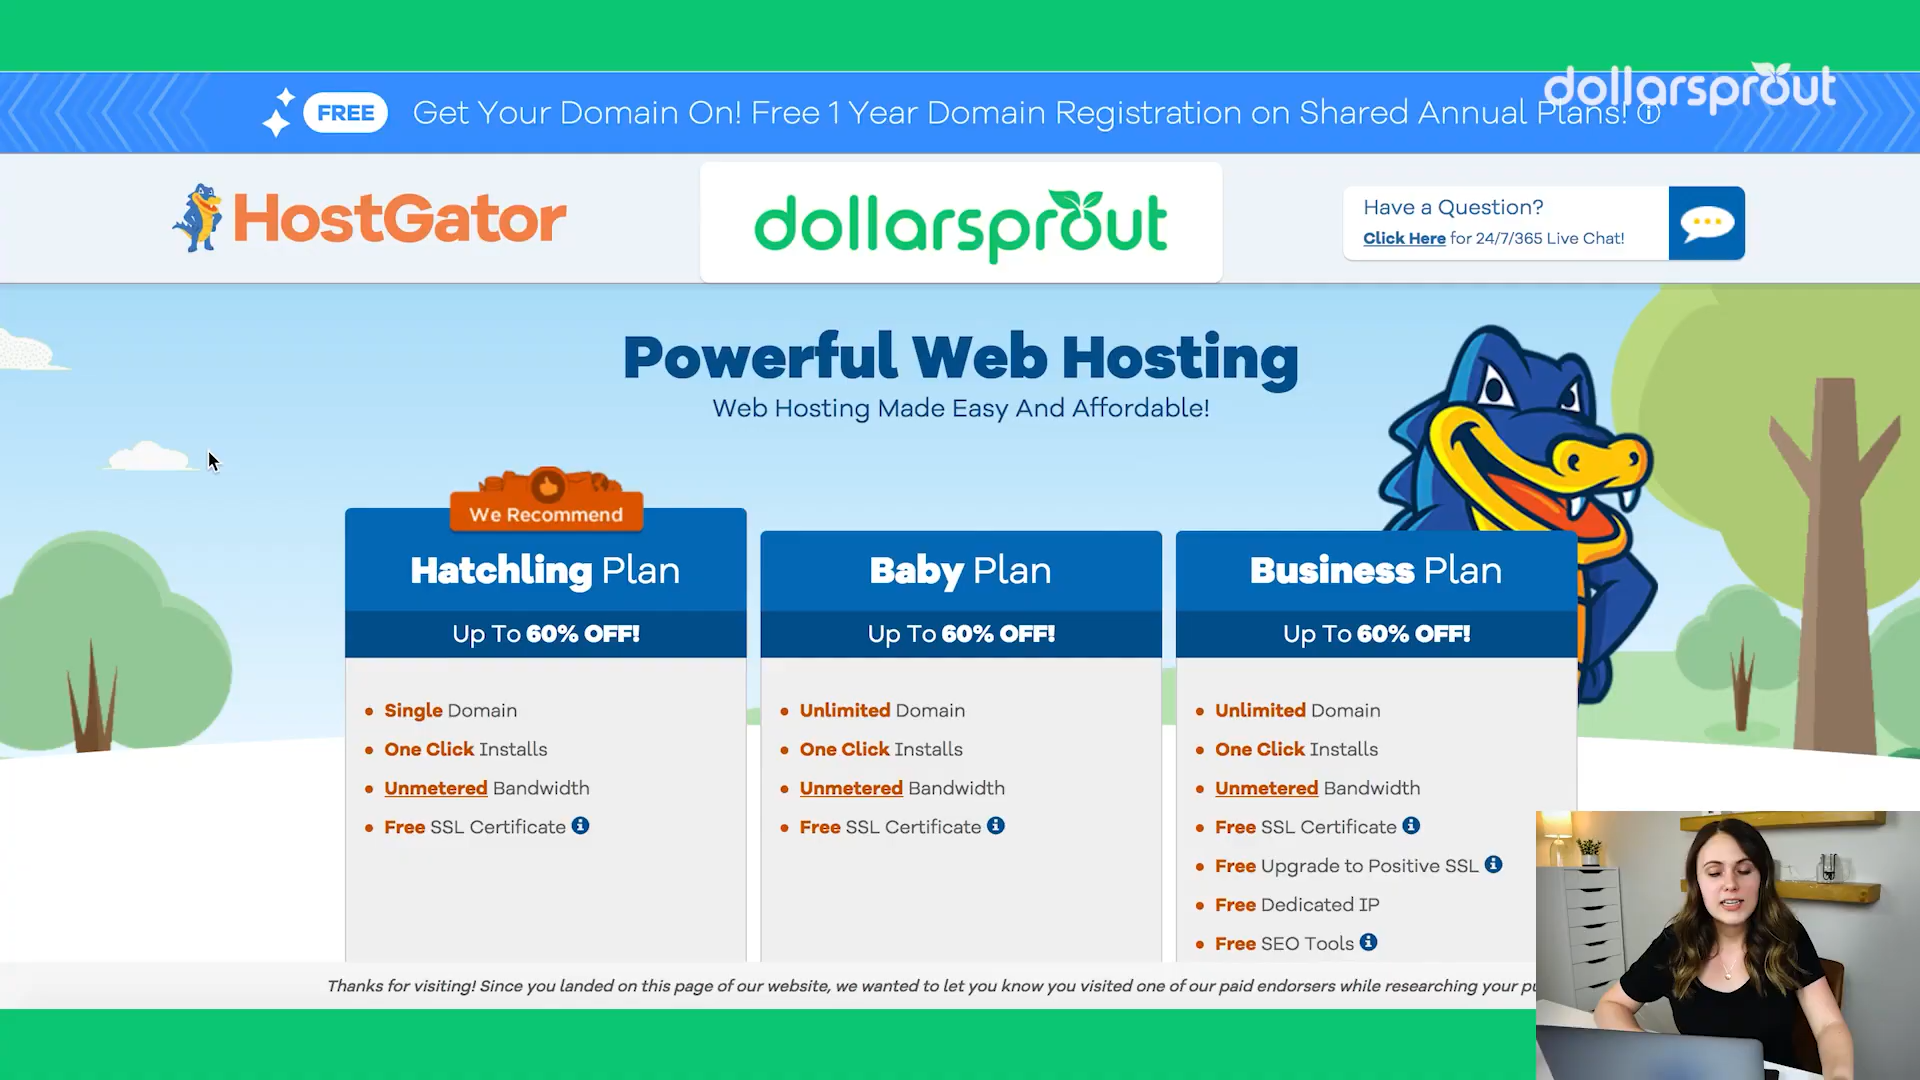 dollarsprout
FREE Get Your Domain On! Free 1 Year Domain Registration on Shared Annual Plans!
HostGator
dollarsprout
Have a Question?
Click Here for 24/7/365 Live Chat!
Powerful Web Hosting
Web Hosting Made Easy And Affordable!
We Recommend
Hatchling Plan
Up To 60% OFF!
Single Domain
One Click Installs
Unmetered Bandwidth
Free SSL Certificate
Baby Plan
Up To 60% OFF!
Unlimited Domain
One Click Installs
Unmetered Bandwidth
Free SSL Certificate
Business Plan
Up To 60% OFF!
Unlimited Domain
One Click Installs
Unmetered Bandwidth
Free SSL Certificate
Free Upgrade to Positive SSL
Free Dedicated IP
Free SEO Tools
Thanks for visiting! Since you landed on this page of our website, we wanted to let you know you visited one of our paid endorsers while researching your